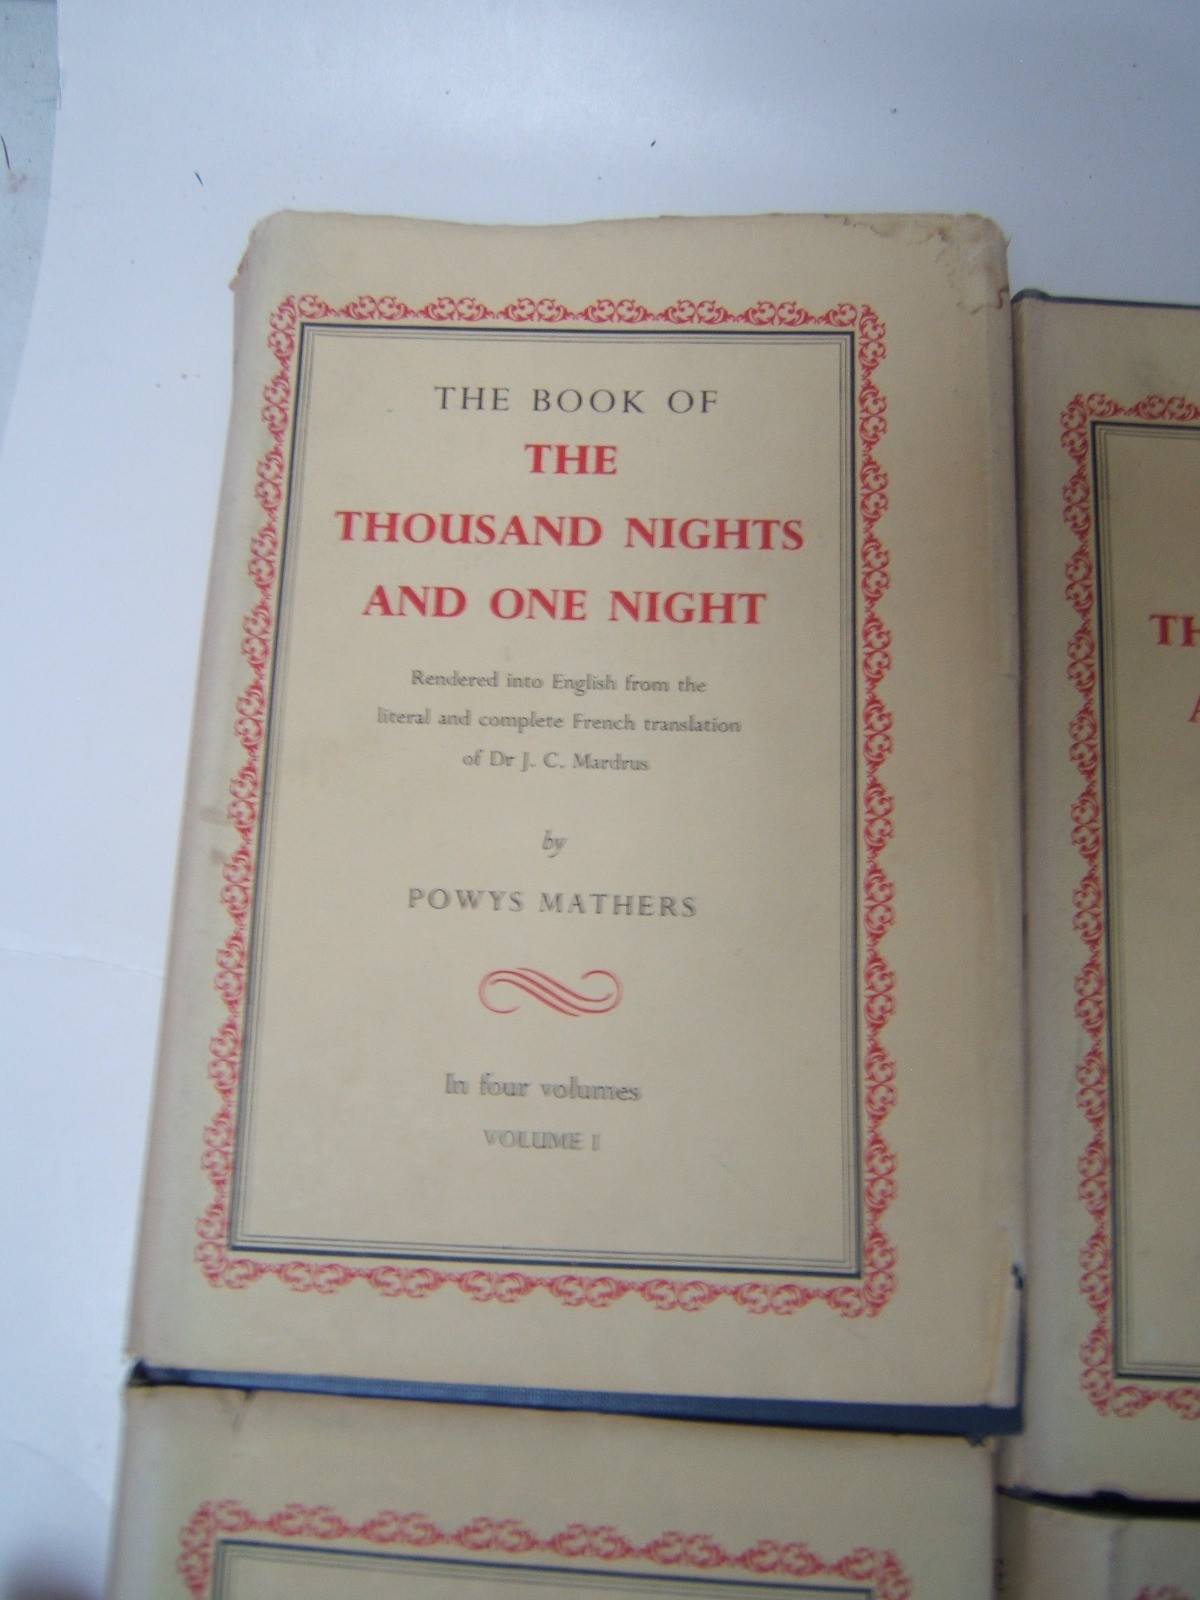 THE BOOK OF
THE
THOUSAND NIGHTS
AND ONE NIGHT
Rendered into English from the
literal and complete French translation
of Dr J. C. Mardrus
by
POWYS MATHERS
In four volumes
VOLUME I
TH
A